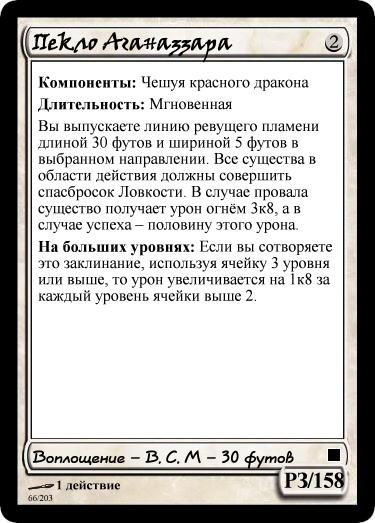 Пекло Аганаззара
2
Компоненты: Чешуя красного дракона
Длительность: Мгновенная
Вы выпускаете линию ревущего пламени
длиной 30 футов и шириной 5 футов в
выбранном направлении. Все существа в
области действия должны совершить
спасбросок Ловкости. В случае провала
существо получает урон огнём 3к8, а в
случае успеха – половину этого урона.
На больших уровнях: Если вы сотворяете
это заклинание, используя ячейку 3 уровня
или выше, то урон увеличивается на 1к8 за
каждый уровень ячейки выше 2.
Воплощение – В, С, М – 30 футов
P3/158
1 действие
66/203